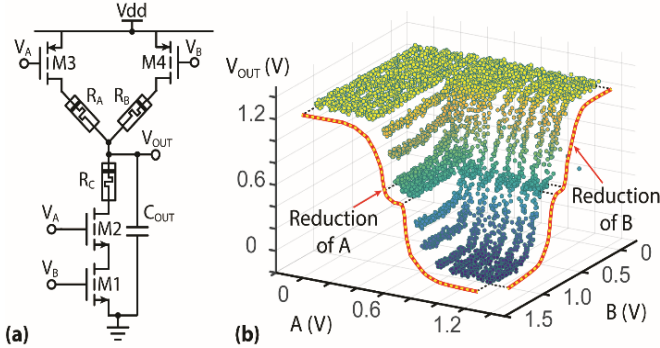 Vdd
V_A
M3
M4
V_B
R_A
R_B
V_OUT
R_C
V_A
M2
C_OUT
V_B
M1
(a)
V_OUT (V)
1.2
0.6
0
Reduction
of A
Reduction
of B
0
0.6
1.2
A (V)
1.5
1.0
0.5
0
B (V)
(b)